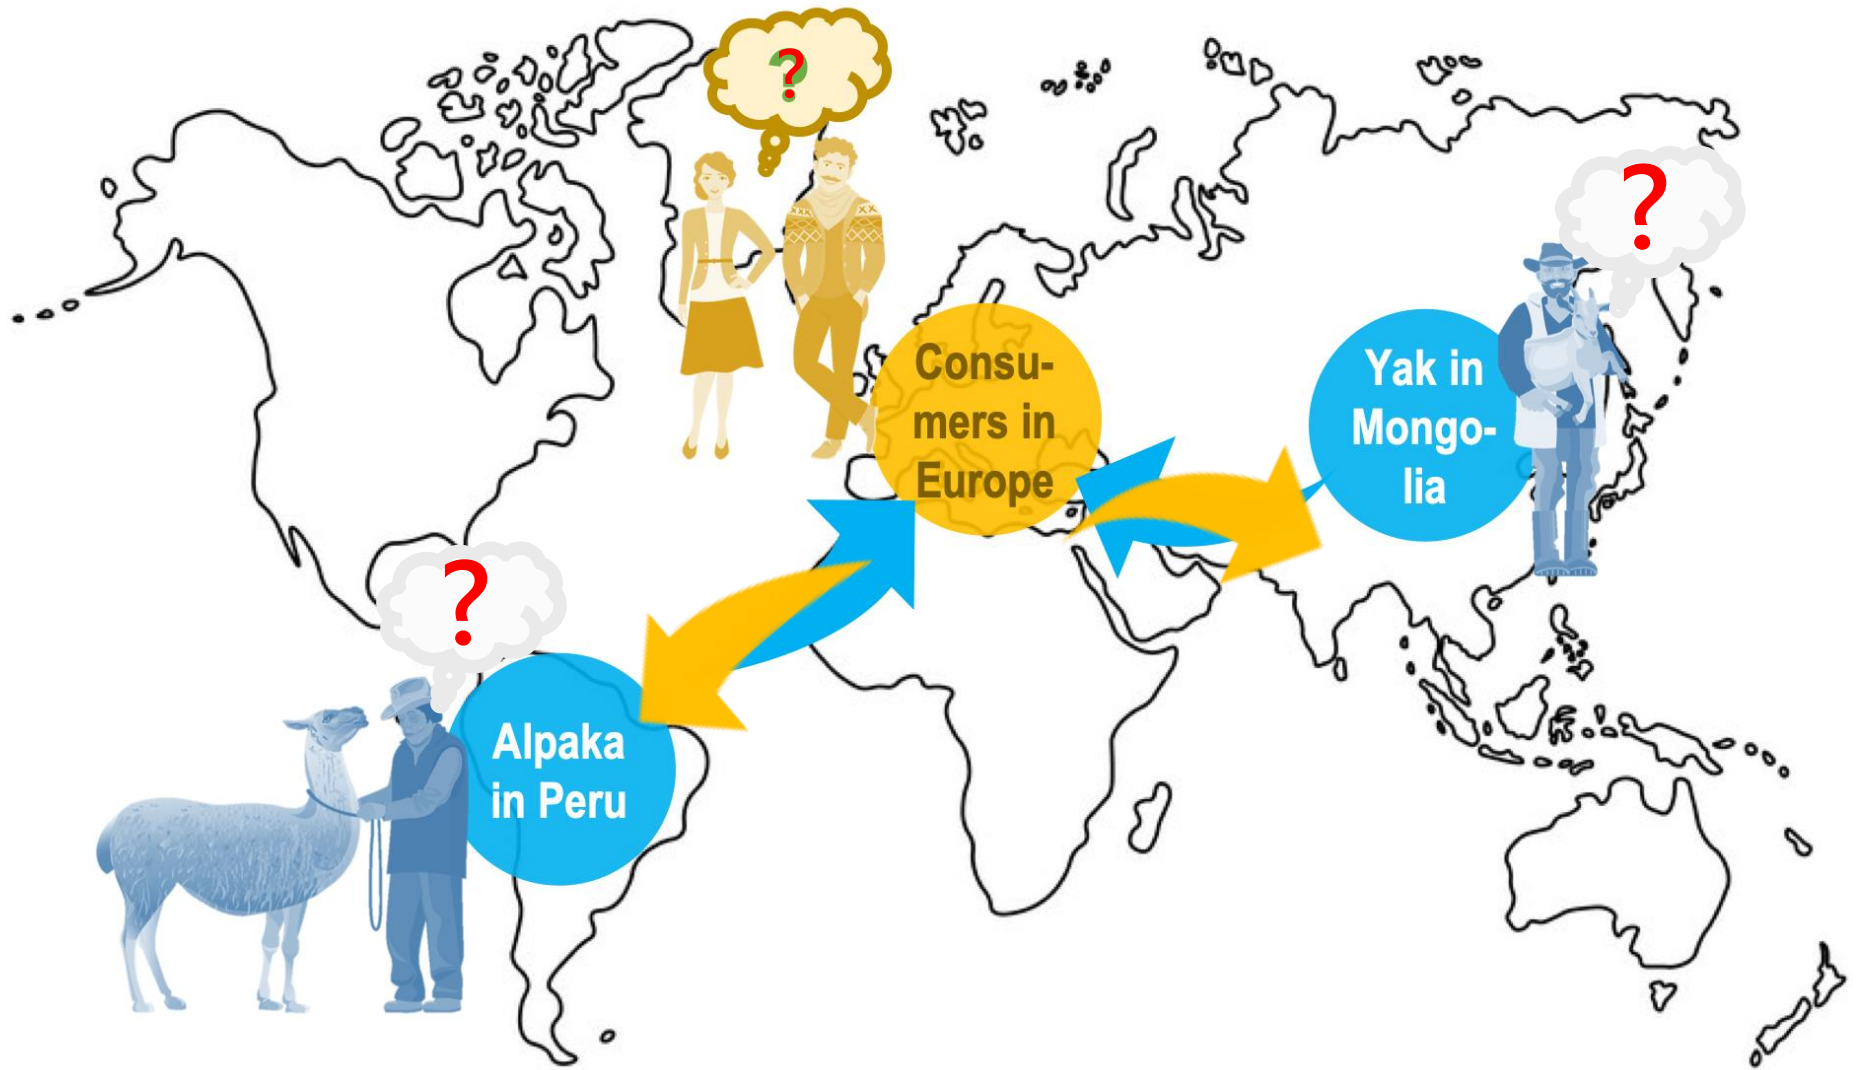 ?
Consu-
mers in
Europe
?
Yak in
Mongo-
lia
?
Alpaka
in Peru